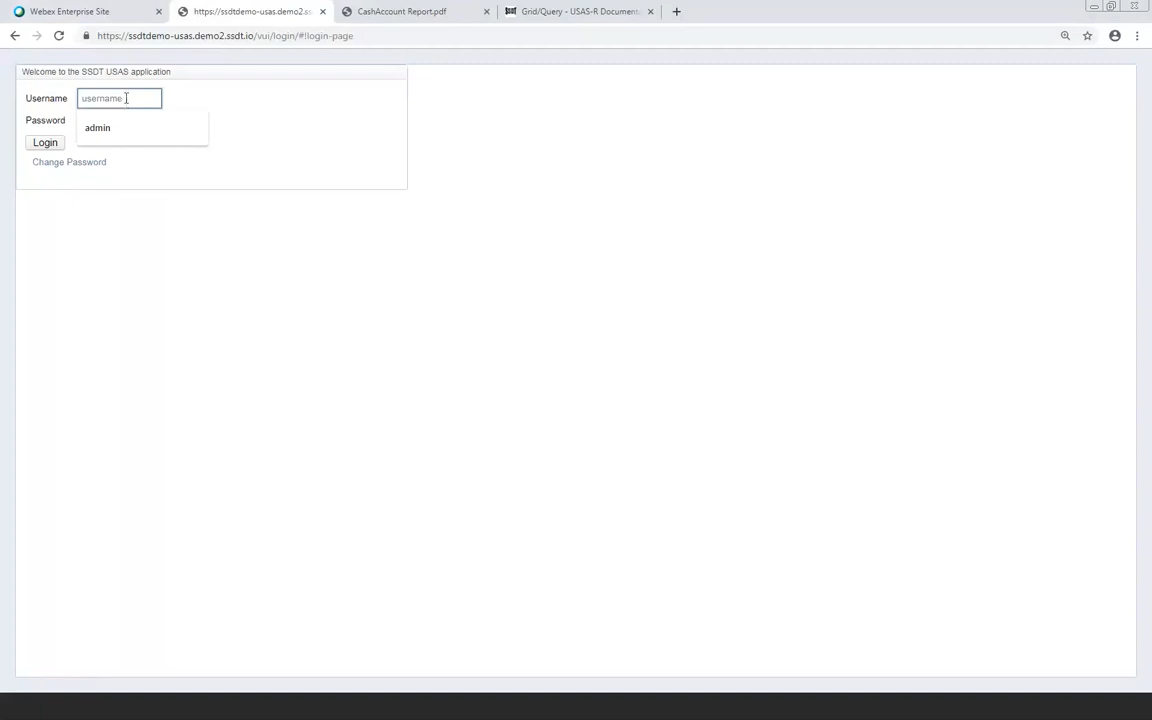 Webex Enterprise Site
https://ssdtdemo-usas.demo2.ss
CashAccount Report.pdf
Grid/Query - USAS-R Document
https://ssdtdemo-usas.demo2.ssdt.io/vui/login/#!login-page
Welcome to the SSDT USAS application
Username
username
Password
admin
Login
Change Password